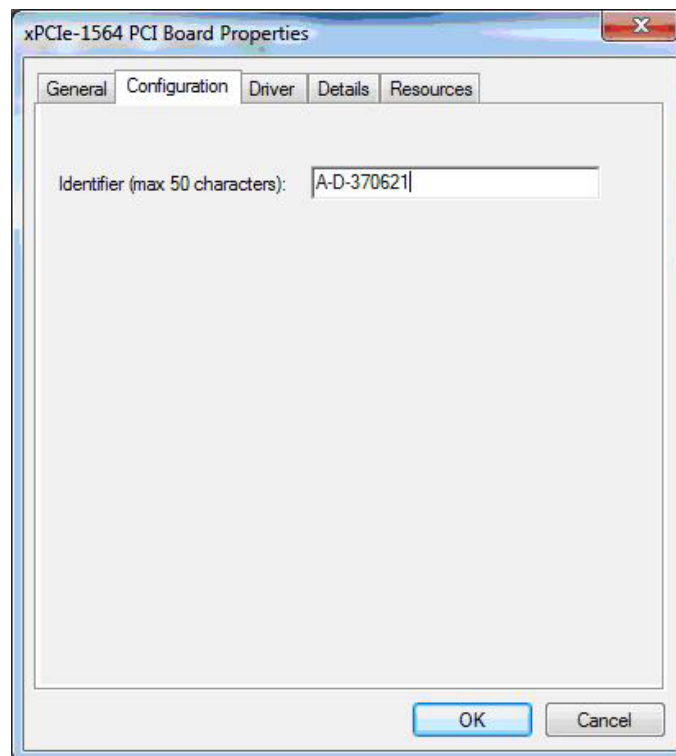 xPCIe-1564 PCI Board Properties
General Configuration Driver Details Resources
Identifier (max 50 characters): A-D-370621
OK Cancel